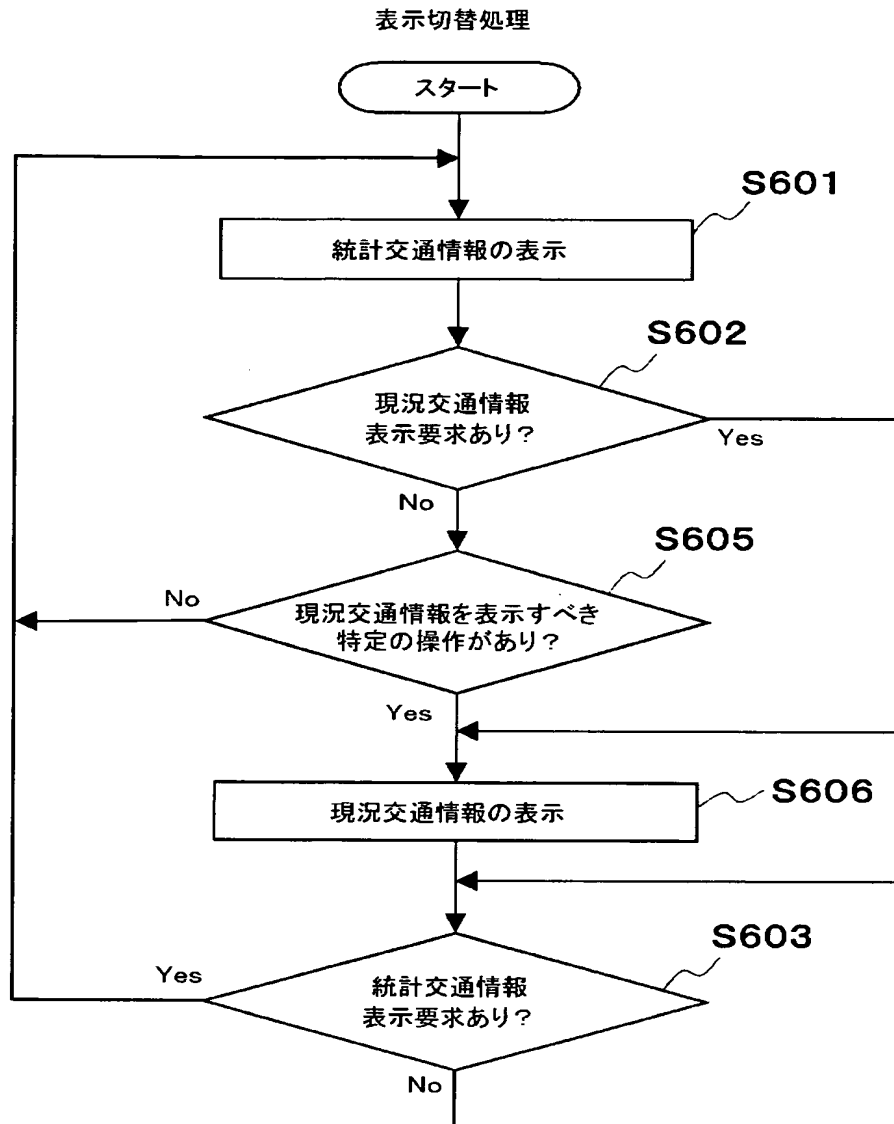 表示切替処理
スタート
S601
統計交通情報の表示
S602
現況交通情報
表示要求あり?
Yes
No
S605
No
現況交通情報を表示すべき
特定の操作があり?
Yes
S606
現況交通情報の表示
S603
Yes
統計交通情報
表示要求あり?
No